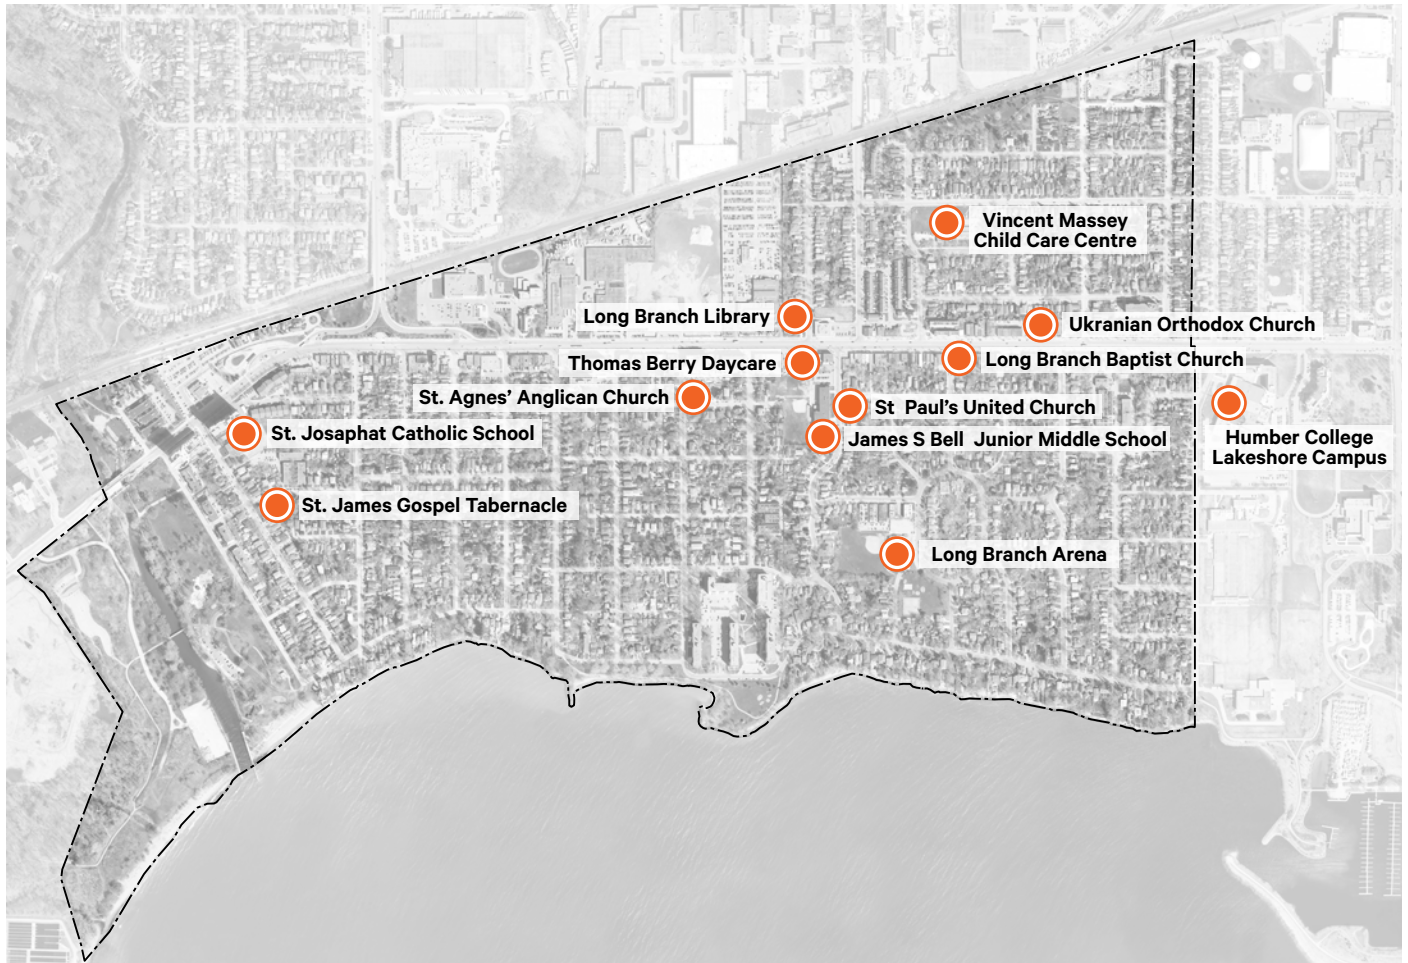 Vincent Massey
Child Care Centre
Long Branch Library
Ukranian Orthodox Church
Thomas Berry Daycare
Long Branch Baptist Church
St. Agnes’ Anglican Church
St Paul’s United Church
St. Josaphat Catholic School
James S Bell Junior Middle School
Humber College
Lakeshore Campus
St. James Gospel Tabernacle
Long Branch Arena